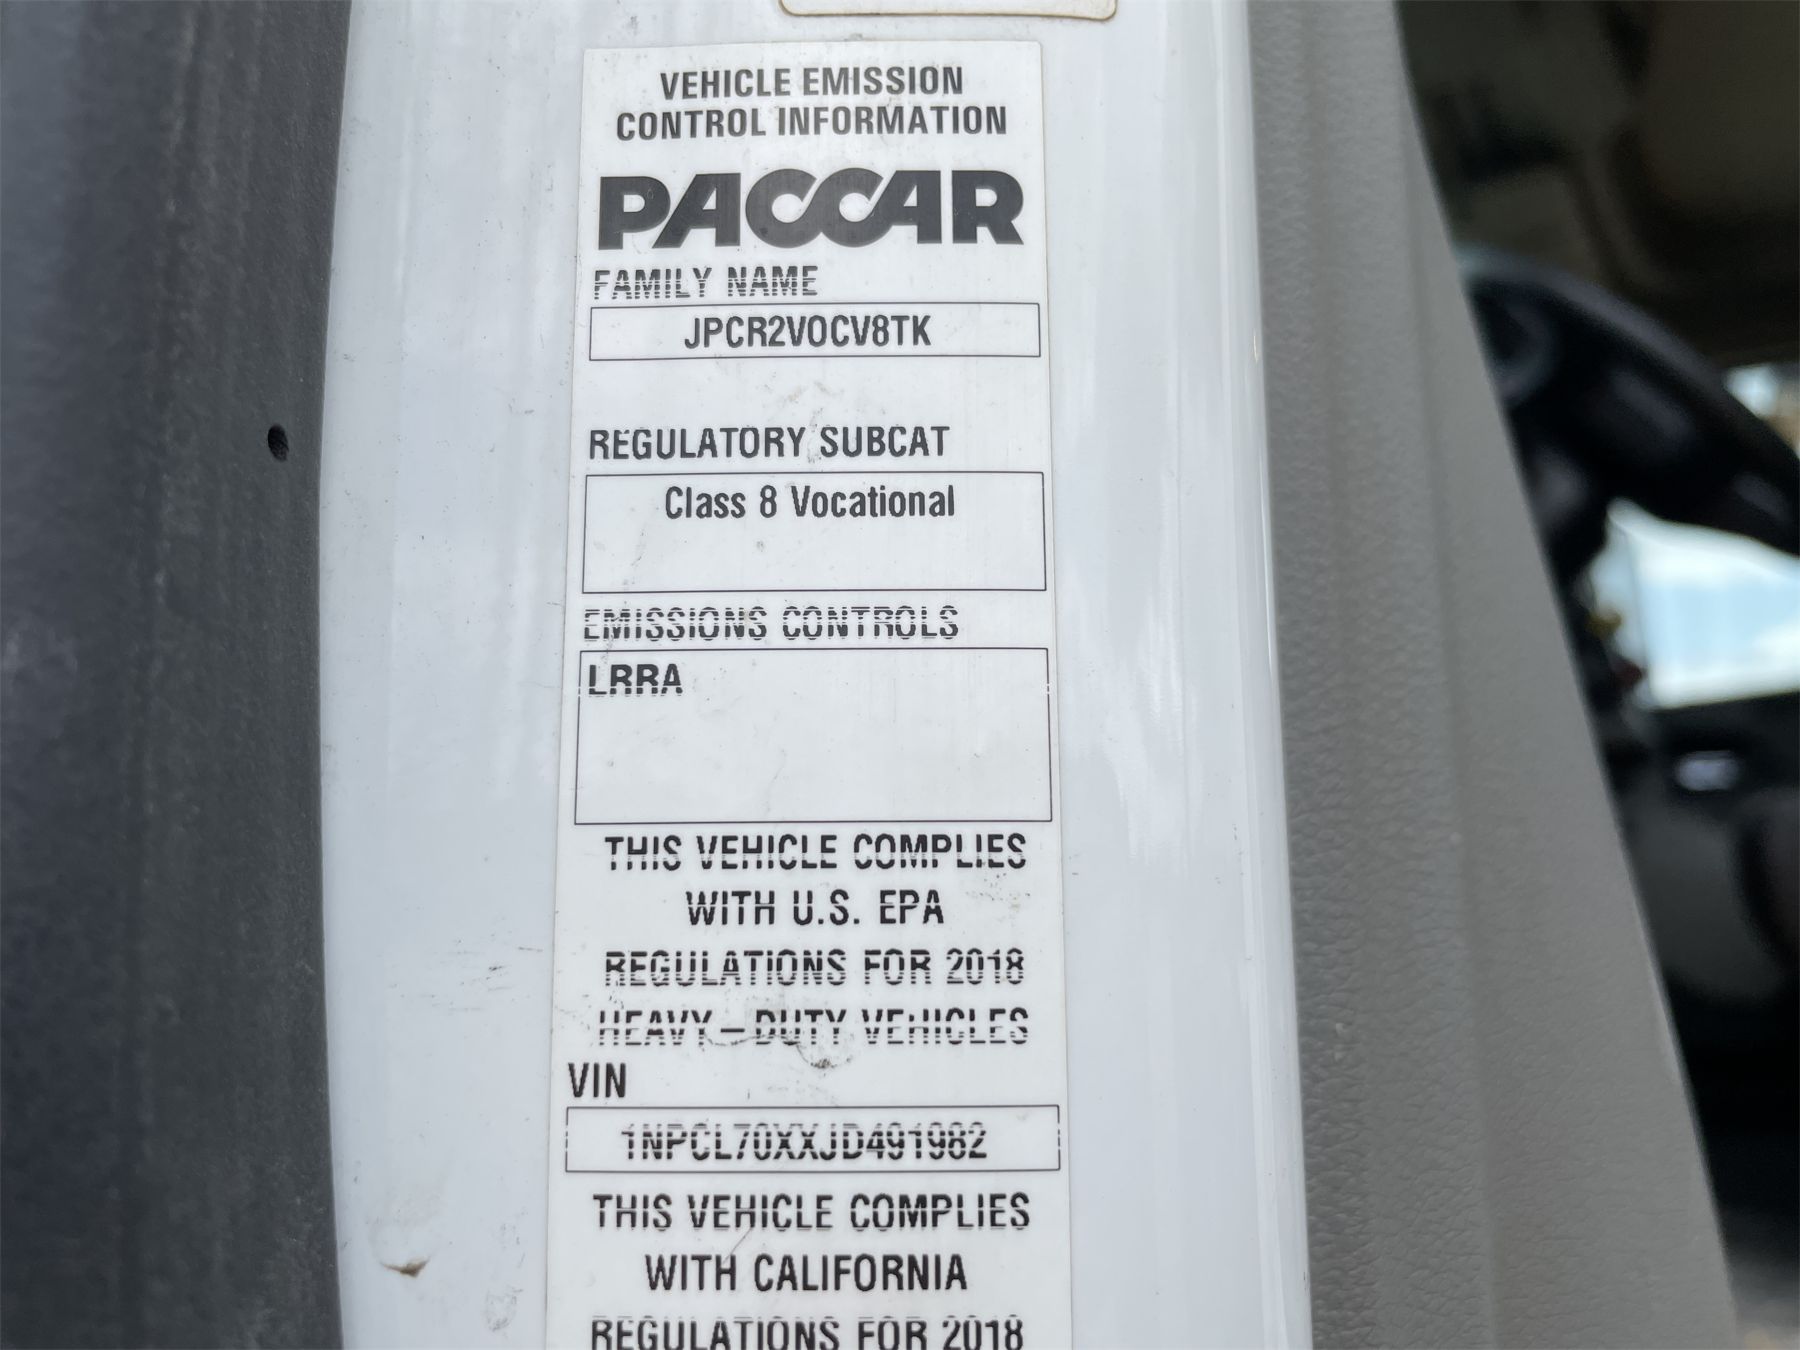 VEHICLE EMISSION
CONTROL INFORMATION
PACCAR
FAMILY NAME
JPCR2VOCV8TK
REGULATORY SUBCAT
Class 8 Vocational
EMISSIONS CONTROLS
LRRA
THIS VEHICLE COMPLIES
WITH U.S. EPA
REGULATIONS FOR 2018
HEAVY-DUTY VEHICLES
VIN
1NPCL70XXJD491982
THIS VEHICLE COMPLIES
WITH CALIFORNIA
REGULATIONS FOR 2018